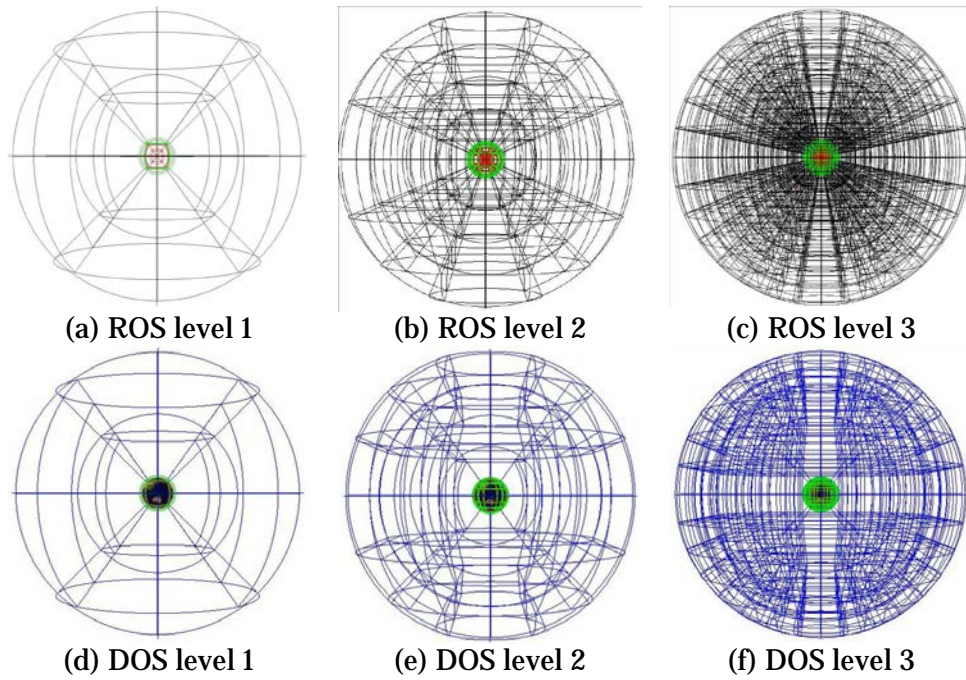 (a) ROS level 1
(b) ROS level 2
(c) ROS level 3
(d) DOS level 1
(e) DOS level 2
(f) DOS level 3